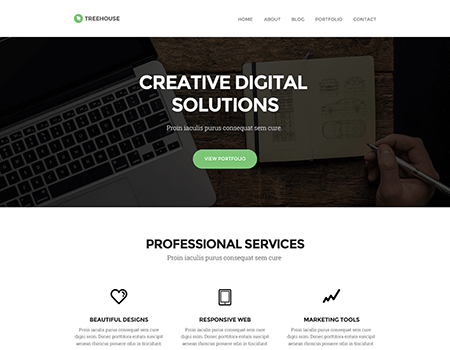 TREEHOUSE
HOME ABOUT BLOG PORTFOLIO CONTACT
CREATIVE DIGITAL
SOLUTIONS
Proin iaculis purus consequat sem cure.
VIEW PORTFOLIO
PROFESSIONAL SERVICES
Proin iaculis purus consequat sem cure
BEAUTIFUL DESIGNS
Proin iaculis purus consequat sem cure
digni ssim. Donec porttitora entum suscipit
aenean rhoncus posuere odio in tincidunt
RESPONSIVE WEB
Proin iaculis purus consequat sem cure
digni ssim. Donec porttitora entum suscipit
aenean rhoncus posuere odio in tincidunt
MARKETING TOOLS
Proin iaculis purus consequat sem cure
digni ssim. Donec porttitora entum suscipit
aenean rhoncus posuere odio in tincidunt